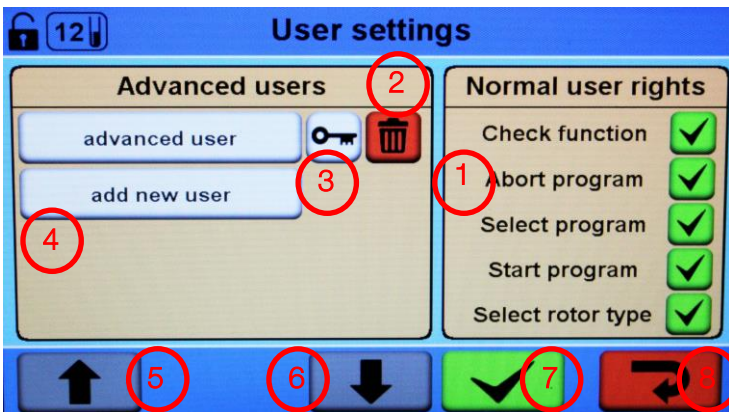 12
User settings
Advanced users
2
Normal user rights
advanced user
Check function
3
1
Abort program
add new user
Select program
4
Start program
Select rotor type
5
6
7
8